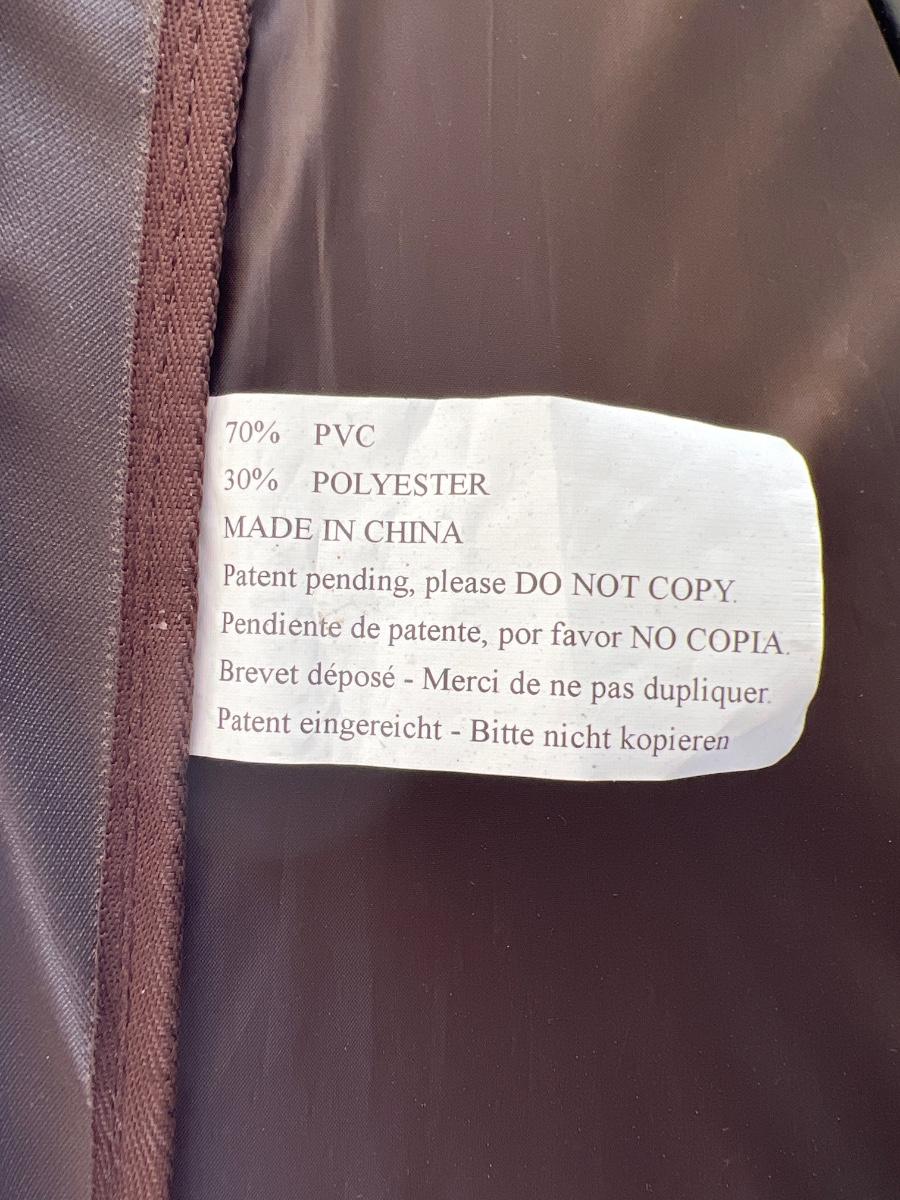 70% PVC
30% POLYESTER
MADE IN CHINA
Patent pending, please DO NOT COPY.
Pendiente de patente, por favor NO COPIA.
Brevet déposé - Merci de ne pas dupliquer.
Patent eingereicht - Bitte nicht kopieren